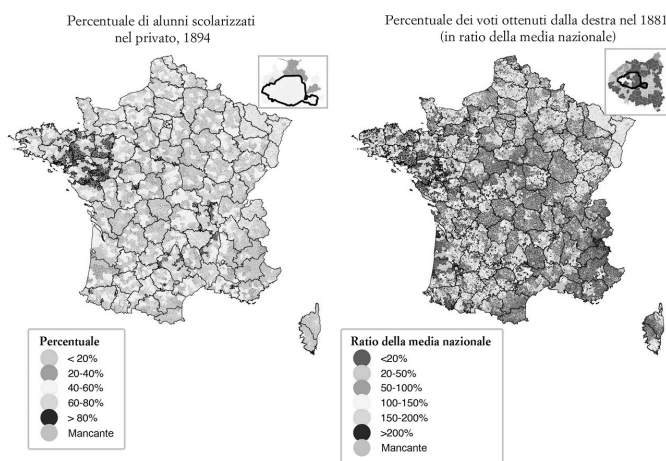 Percentuale di alunni scolarizzati
nel privato, 1894
Percentuale
< 20%
20-40%
40-60%
60-80%
> 80%
Mancante
Percentuale dei voti ottenuti dalla destra nel 1881
(in ratio della media nazionale)
Ratio della media nazionale
<20%
20-50%
50-100%
100-150%
150-200%
>200%
Mancante